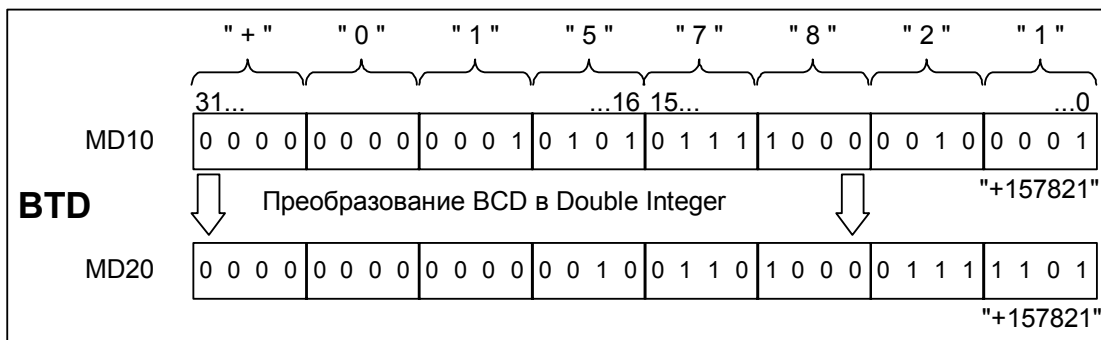 " + " " 0 " " 1 " " 5 " " 7 " " 8 " " 2 " " 1 "
31... ...16 15... ...0
MD10 0 0 0 0 0 0 0 0 0 0 0 1 0 1 0 1 0 1 1 1 1 0 0 0 0 0 1 0 0 0 0 1
"+157821"
BTD Преобразование BCD в Double Integer
MD20 0 0 0 0 0 0 0 0 0 0 0 0 0 0 1 0 0 1 1 0 1 0 0 0 0 1 1 1 1 1 0 1
"+157821"